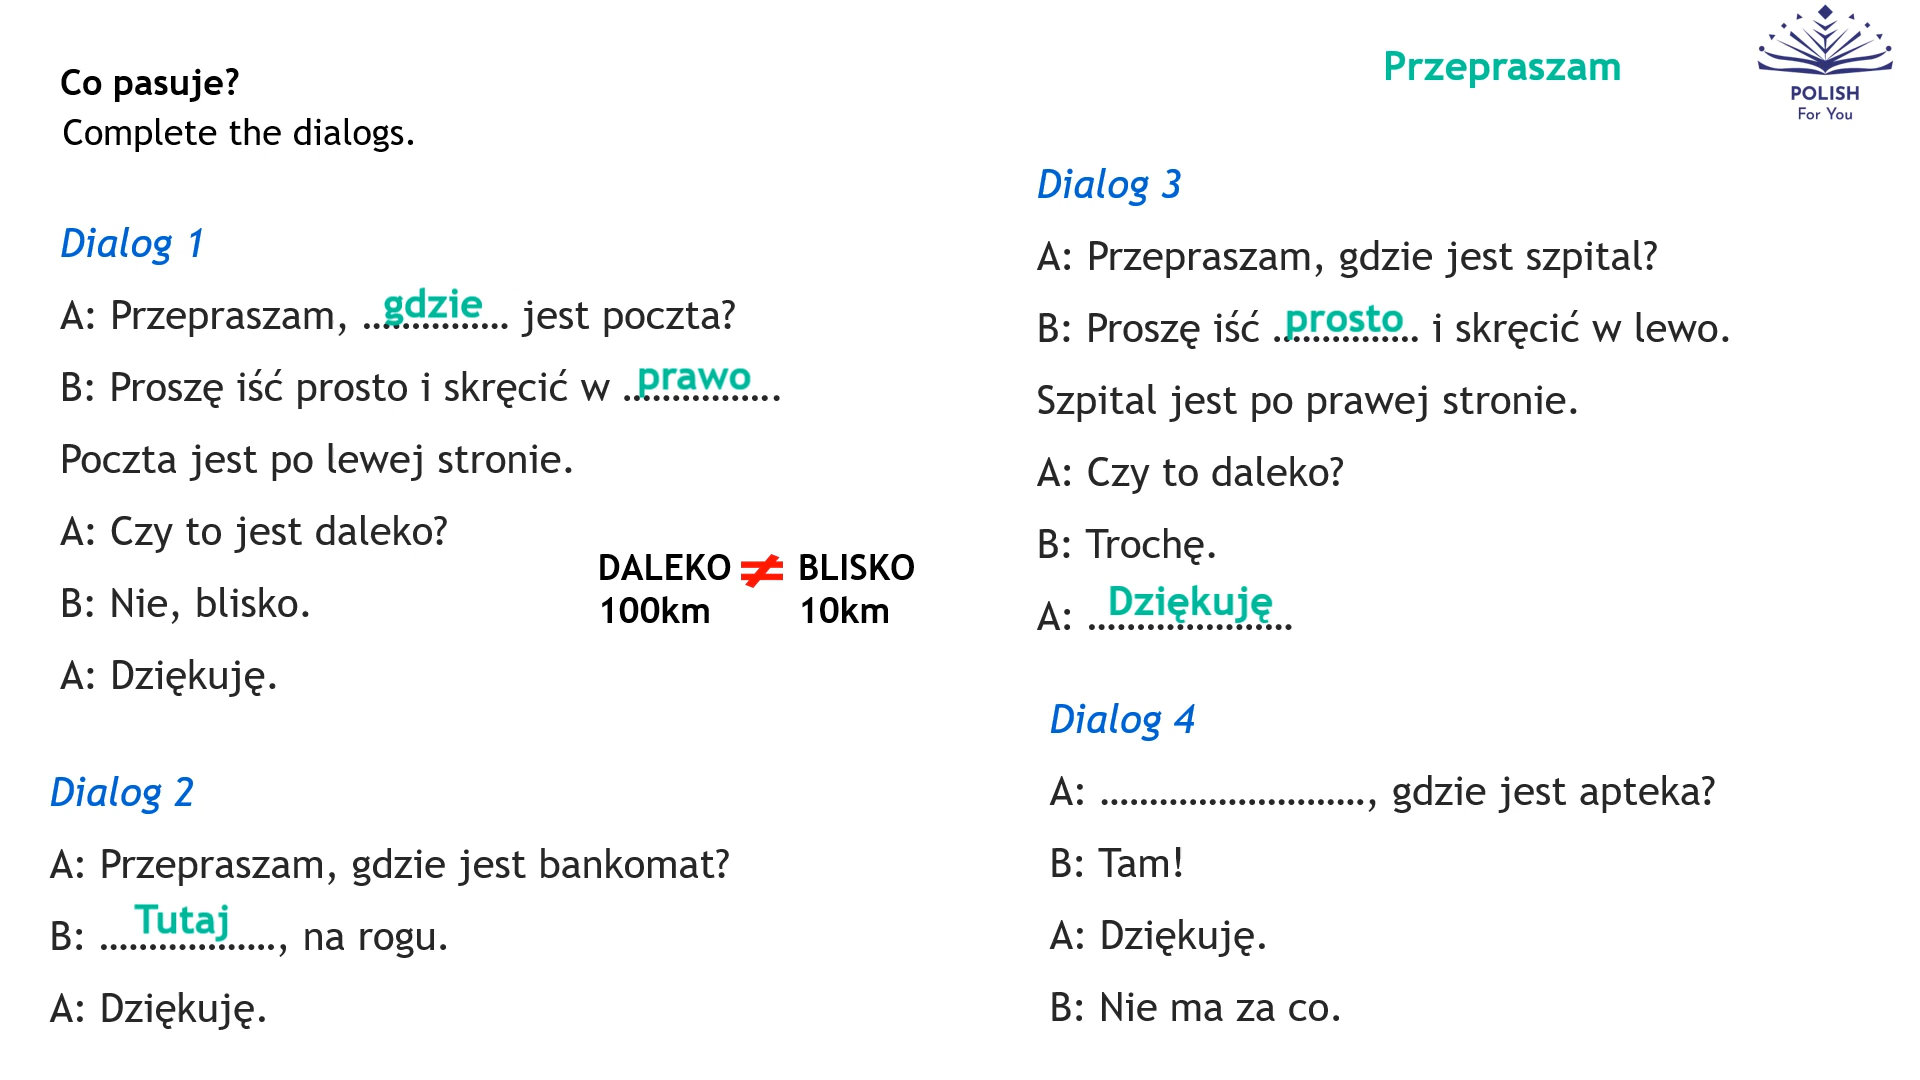 Co pasuje?
Complete the dialogs.
Przepraszam
POLISH
For You
Dialog 1
A: Przepraszam, gdzie jest poczta?
B: Proszę iść prosto i skręcić w prawo.
Poczta jest po lewej stronie.
A: Czy to jest daleko?
B: Nie, blisko.
A: Dziękuję.
DALEKO ≠ BLISKO
100km 10km
Dialog 2
A: Przepraszam, gdzie jest bankomat?
B: Tutaj, na rogu.
A: Dziękuję.
Dialog 3
A: Przepraszam, gdzie jest szpital?
B: Proszę iść prosto i skręcić w lewo.
Szpital jest po prawej stronie.
A: Czy to daleko?
B: Trochę.
A: Dziękuję
Dialog 4
A: ..........................., gdzie jest apteka?
B: Tam!
A: Dziękuję.
B: Nie ma za co.